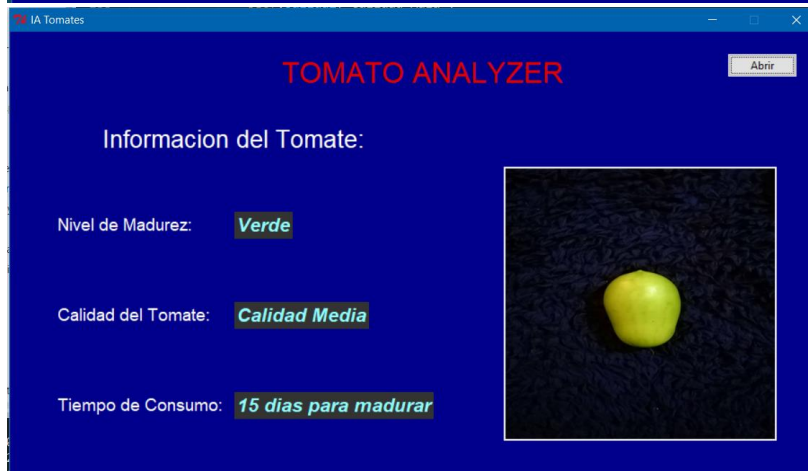 IA Tomates
TOMATO ANALYZER
Abrir
Informacion del Tomate:
Nivel de Madurez: Verde
Calidad del Tomate: Calidad Media
Tiempo de Consumo: 15 dias para madurar